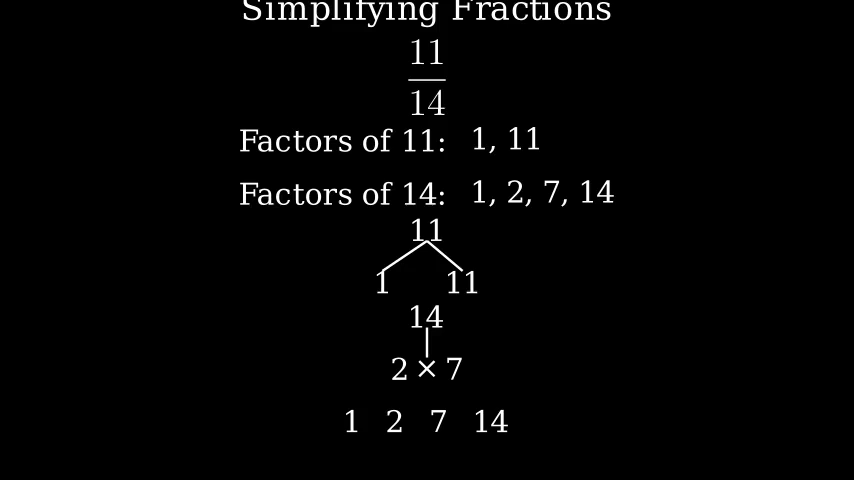 Simplifying Fractions
11
14
Factors of 11: 1, 11
Factors of 14: 1, 2, 7, 14
11
1 11
14
2 × 7
1 2 7 14